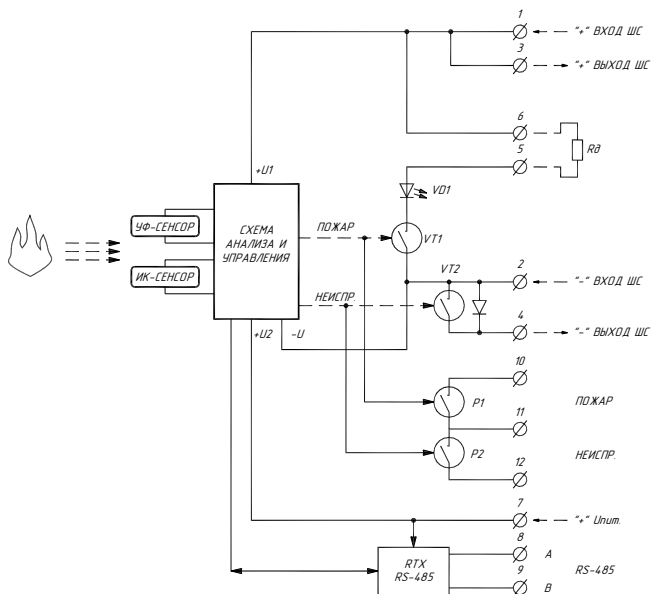 1
"+" ВХОД ШС
3
"+" ВЫХОД ШС
6
5
Rд
+U1
VD1
УФ-СЕНСОР
СХЕМА
АНАЛИЗА И
УПРАВЛЕНИЯ
ПОЖАР
VT1
ИК-СЕНСОР
VT2
2
"-" ВХОД ШС
НЕИСПР.
+U2
-U
4
"-" ВЫХОД ШС
10
P1
ПОЖАР
11
P2
НЕИСПР.
12
7
"+" Uпит.
8
A
RTX
RS-485
9
RS-485
B